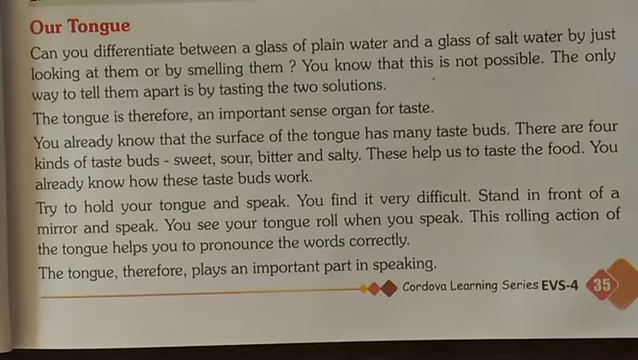 Our Tongue
Can you differentiate between a glass of plain water and a glass of salt water by just
looking at them or by smelling them ? You know that this is not possible. The only
way to tell them apart is by tasting the two solutions.
The tongue is therefore, an important sense organ for taste.
You already know that the surface of the tongue has many taste buds. There are four
kinds of taste buds - sweet, sour, bitter and salty. These help us to taste the food. You
already know how these taste buds work.
Try to hold your tongue and speak. You find it very difficult. Stand in front of a
mirror and speak. You see your tongue roll when you speak. This rolling action of
the tongue helps you to pronounce the words correctly.
The tongue, therefore, plays an important part in speaking.
Cordova Learning Series EVS-4 35